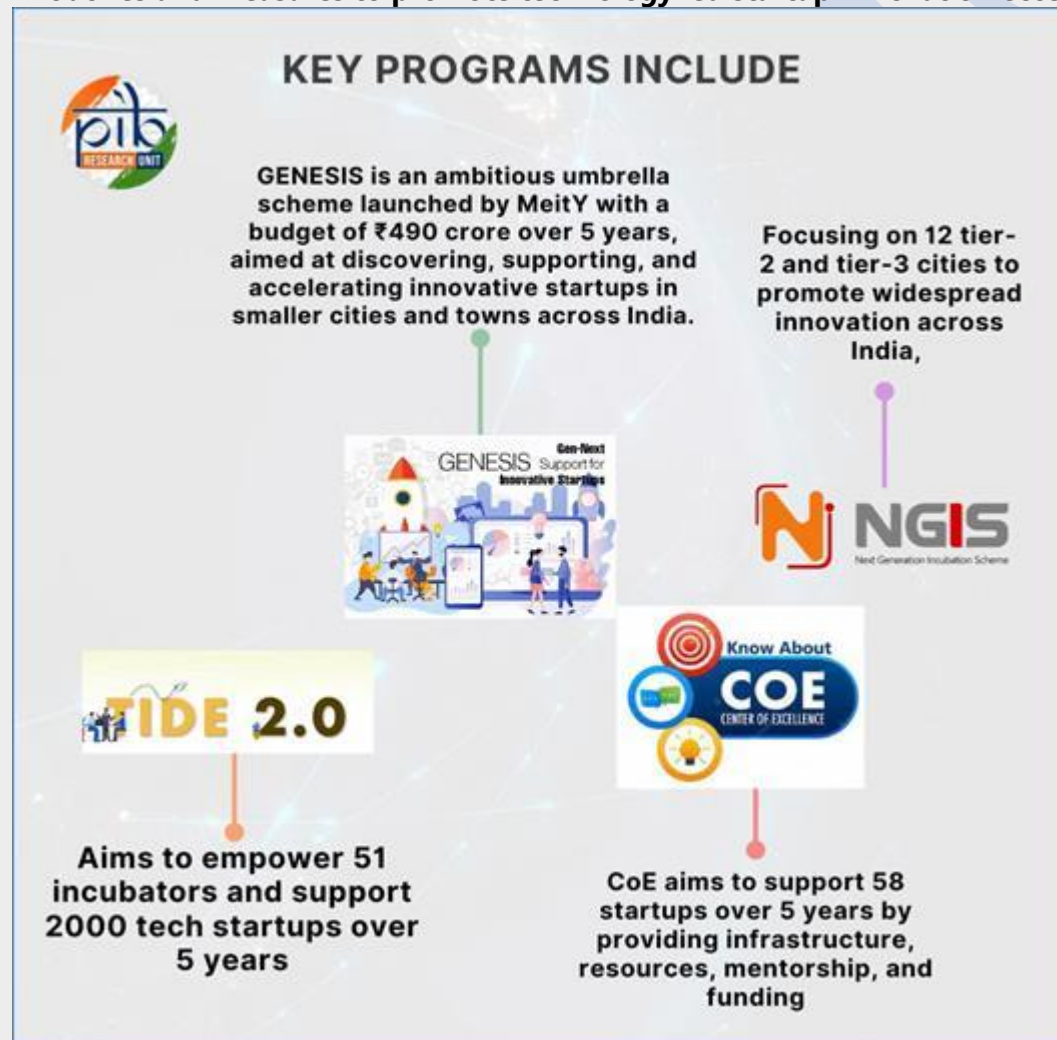 KEY PROGRAMS INCLUDE
pib
RESEARCH UNIT
GENESIS is an ambitious umbrella
scheme launched by MeitY with a
budget of ₹490 crore over 5 years,
aimed at discovering, supporting, and
accelerating innovative startups in
smaller cities and towns across India.
Focusing on 12 tier-
2 and tier-3 cities to
promote widespread
innovation across
India,
GENESIS
Gen-Next
Support for
Innovative Startups
N
NGIS
Next Generation Incubation Scheme
TIDE 2.0
Know About
COE
CENTER OF EXCELLENCE
Aims to empower 51
incubators and support
2000 tech startups over
5 years
CoE aims to support 58
startups over 5 years by
providing infrastructure,
resources, mentorship, and
funding